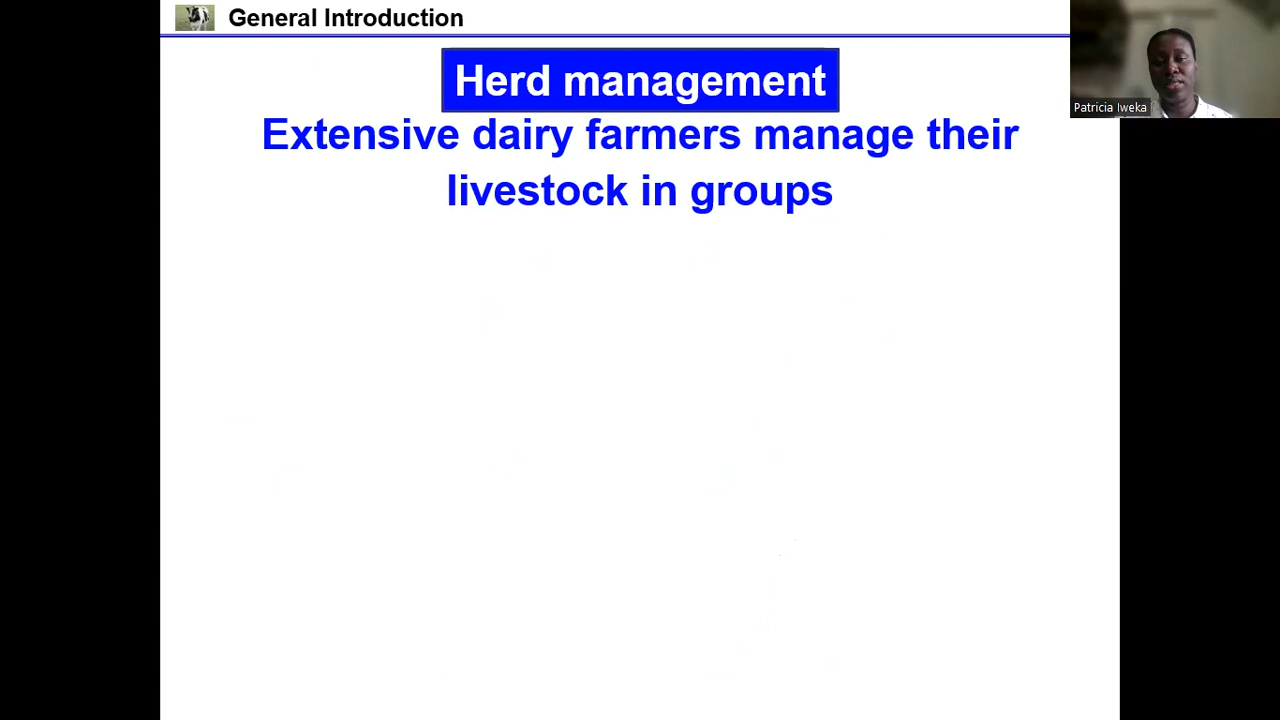 General Introduction
Herd management
Extensive dairy farmers manage their
livestock in groups
Patricia Iweka